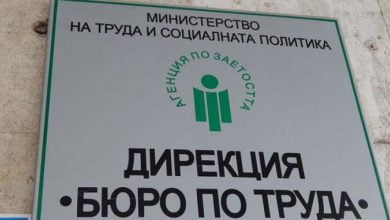 МИНИСТЕРСТВО
НА ТРУДА И СОЦИАЛНАТА ПОЛИТИКА
АГЕНЦИЯ ПО ЗАЕТОСТТА
ДИРЕКЦИЯ
•БЮРО ПО ТРУДА•